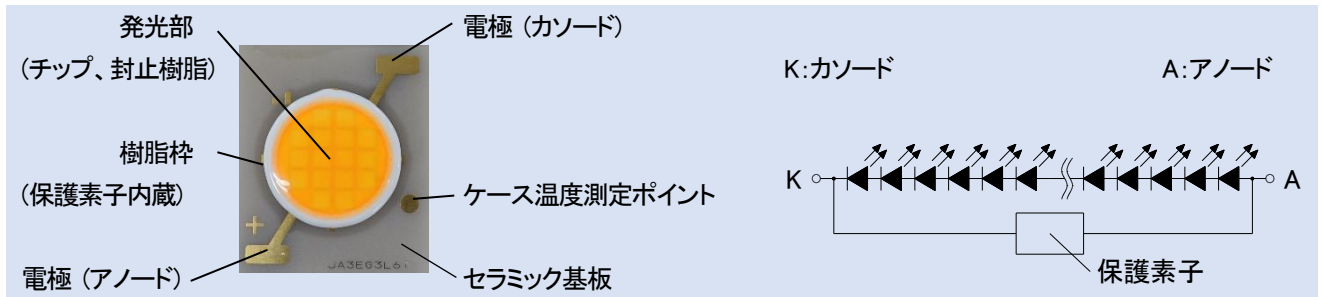 発光部
(チップ、封止樹脂)
樹脂枠
(保護素子内蔵)
電極 (アノード)
電極 (カソード)
ケース温度測定ポイント
セラミック基板
+
+
K:カソード
A:アノード
K
A
保護素子